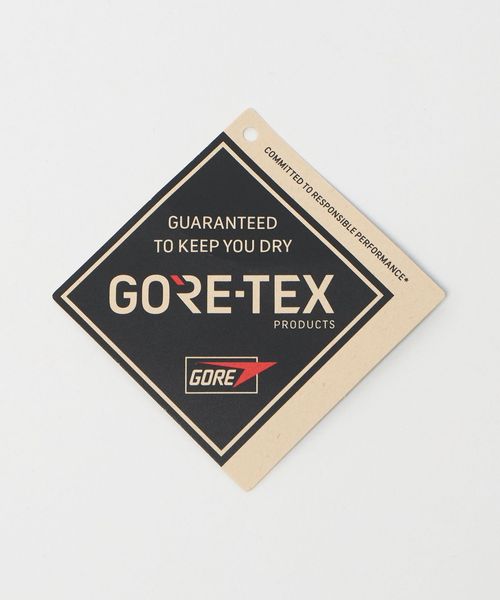 COMMITTED TO RESPONSIBLE PERFORMANCE*
GUARANTEED
TO KEEP YOU DRY
GORE-TEX
PRODUCTS
GORE